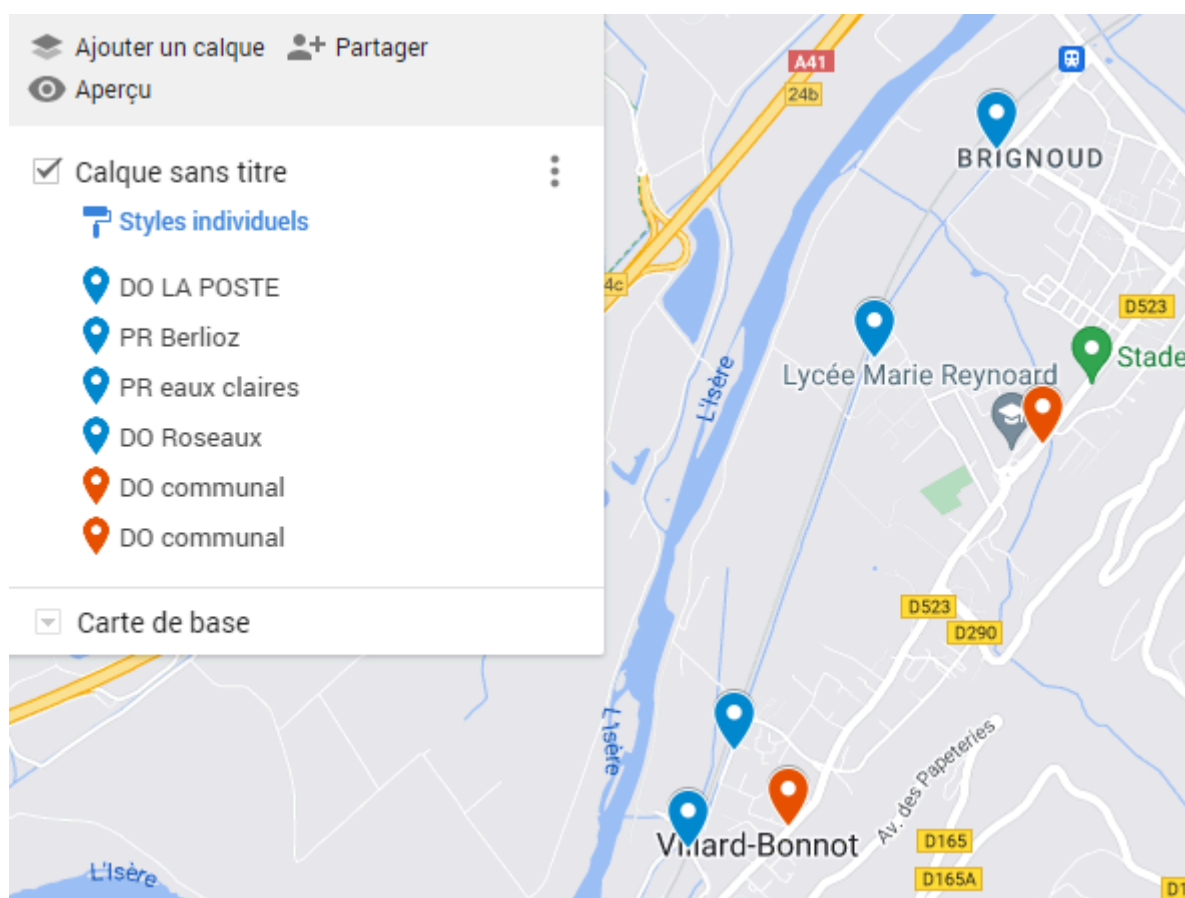 Ajouter un calque Partager
Aperçu
Calque sans titre
Styles individuels
DO LA POSTE
PR Berlioz
PR eaux claires
DO Roseaux
DO communal
DO communal
Carte de base
A41
24b
BRIGNOUD
4c
D523
Stade
L'Isère
Lycée Marie Reynoard
D523
D290
L'Isère
Av. des Papeteries
Villard-Bonnot
D165
L'Isère
D165A
D1